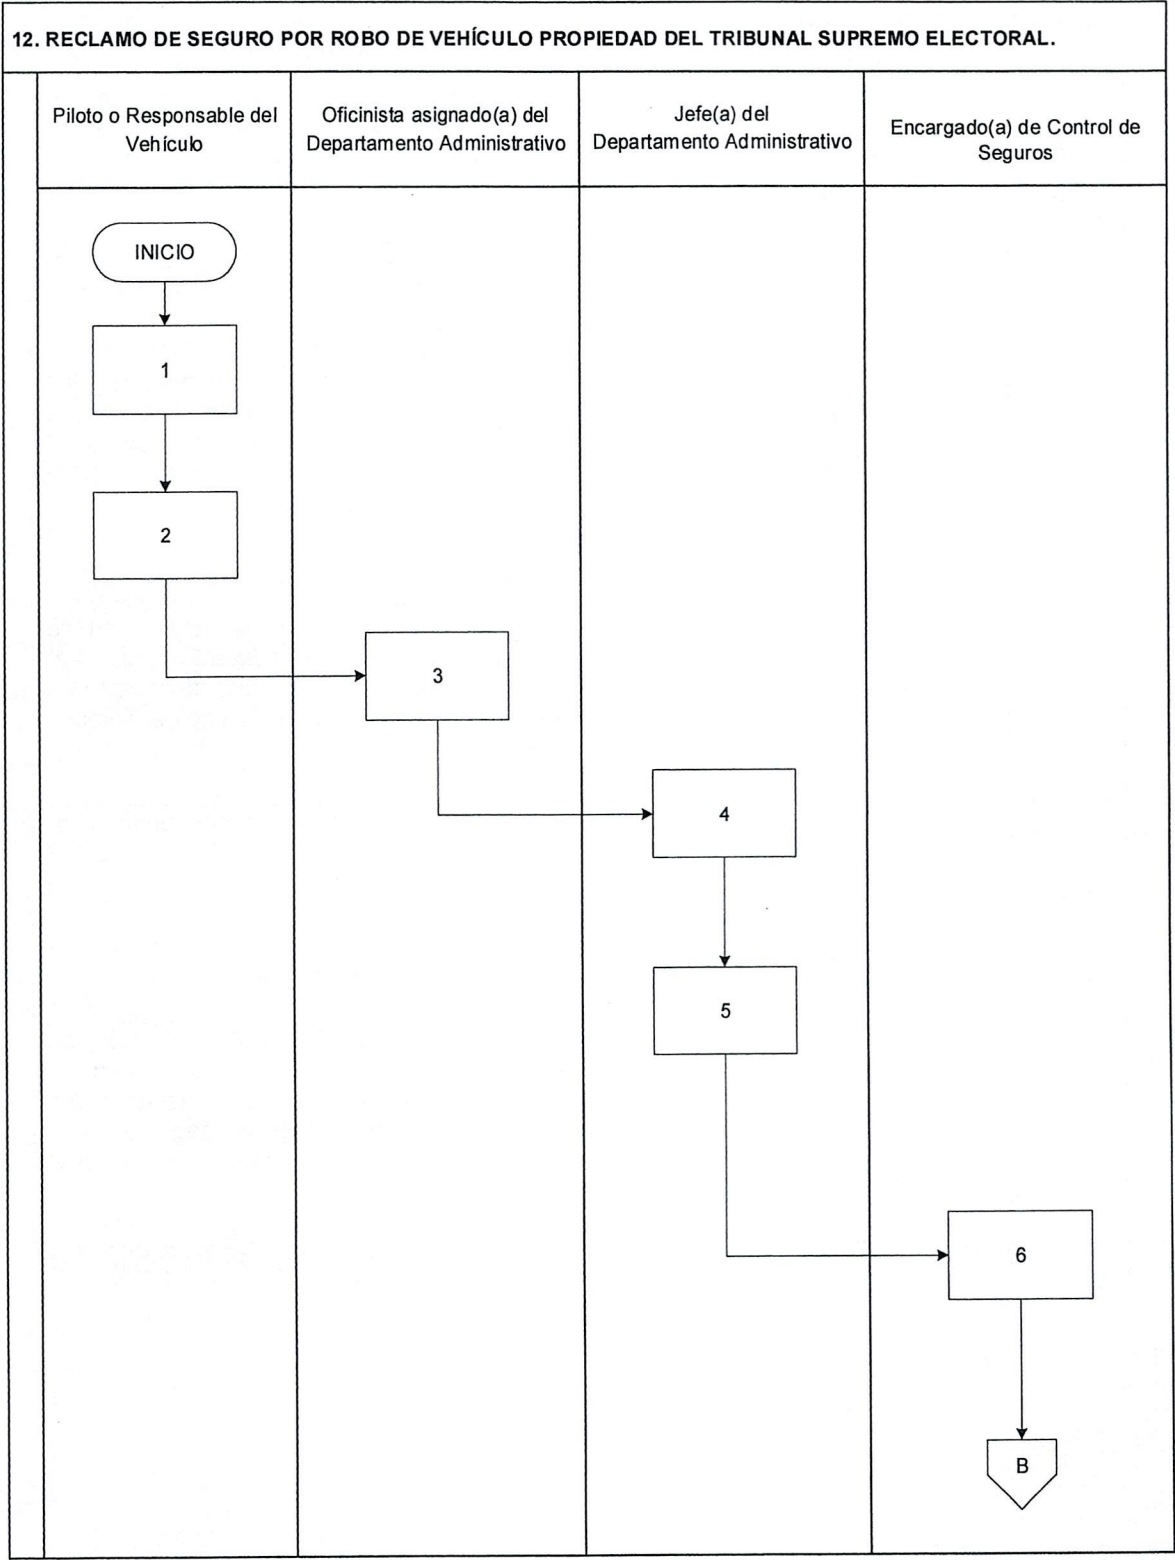 12. RECLAMO DE SEGURO POR ROBO DE VEHÍCULO PROPIEDAD DEL TRIBUNAL SUPREMO ELECTORAL.
Piloto o Responsable del
Vehículo
Oficinista asignado(a) del
Departamento Administrativo
Jefe(a) del
Departamento Administrativo
Encargado(a) de Control de
Seguros
INICIO
1
2
3
4
5
6
B